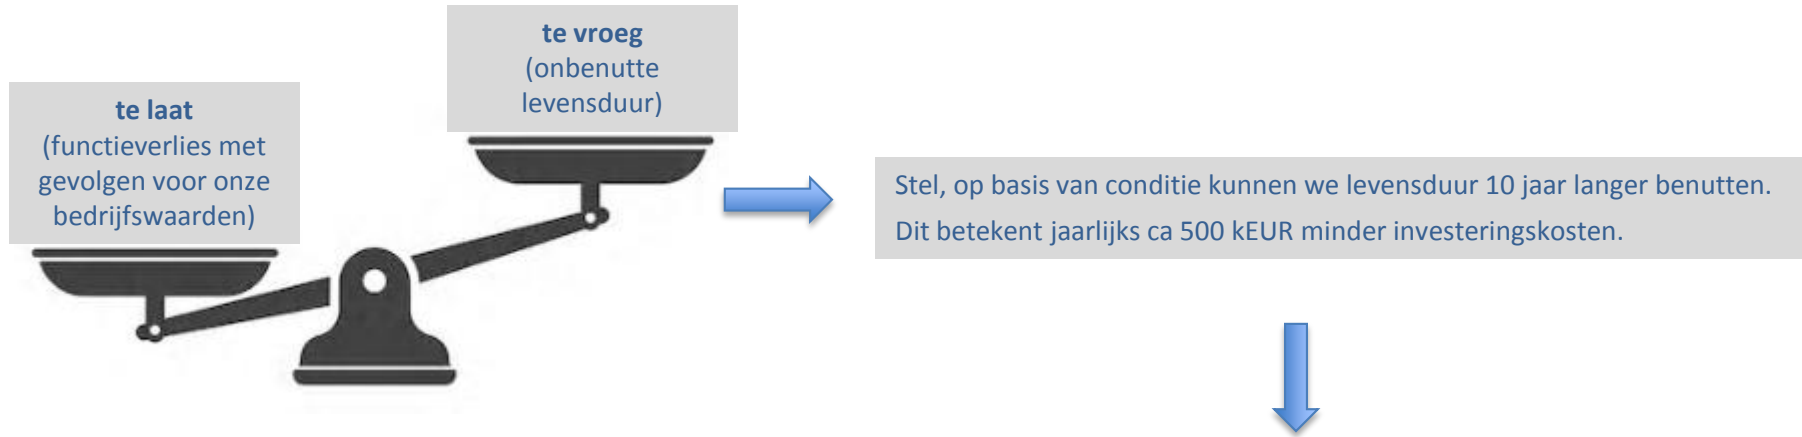 te laat
(functieverlies met
gevolgen voor onze
bedrijfswaarden)
te vroeg
(onbenutte
levensduur)
Stel, op basis van conditie kunnen we levensduur 10 jaar langer benutten.
Dit betekent jaarlijks ca 500 kEUR minder investeringskosten.